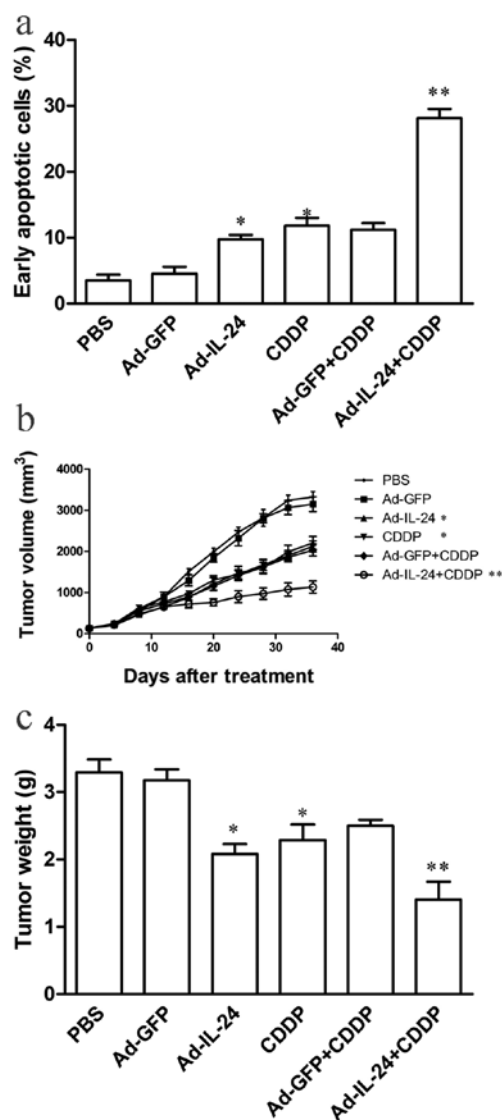 a
Early apoptotic cells (%)
40
30
20
10
0
*
*
**
PBS
Ad-GFP
Ad-IL-24
CDDP
Ad-GFP+CDDP
Ad-IL-24+CDDP
b
Tumor volume (mm³)
4000
3000
2000
1000
0
0 10 20 30 40
Days after treatment
PBS
Ad-GFP
Ad-IL-24 *
CDDP *
Ad-GFP+CDDP
Ad-IL-24+CDDP **
c
Tumor weight (g)
4
3
2
1
0
*
*
**
PBS
Ad-GFP
Ad-IL-24
CDDP
Ad-GFP+CDDP
Ad-IL-24+CDDP